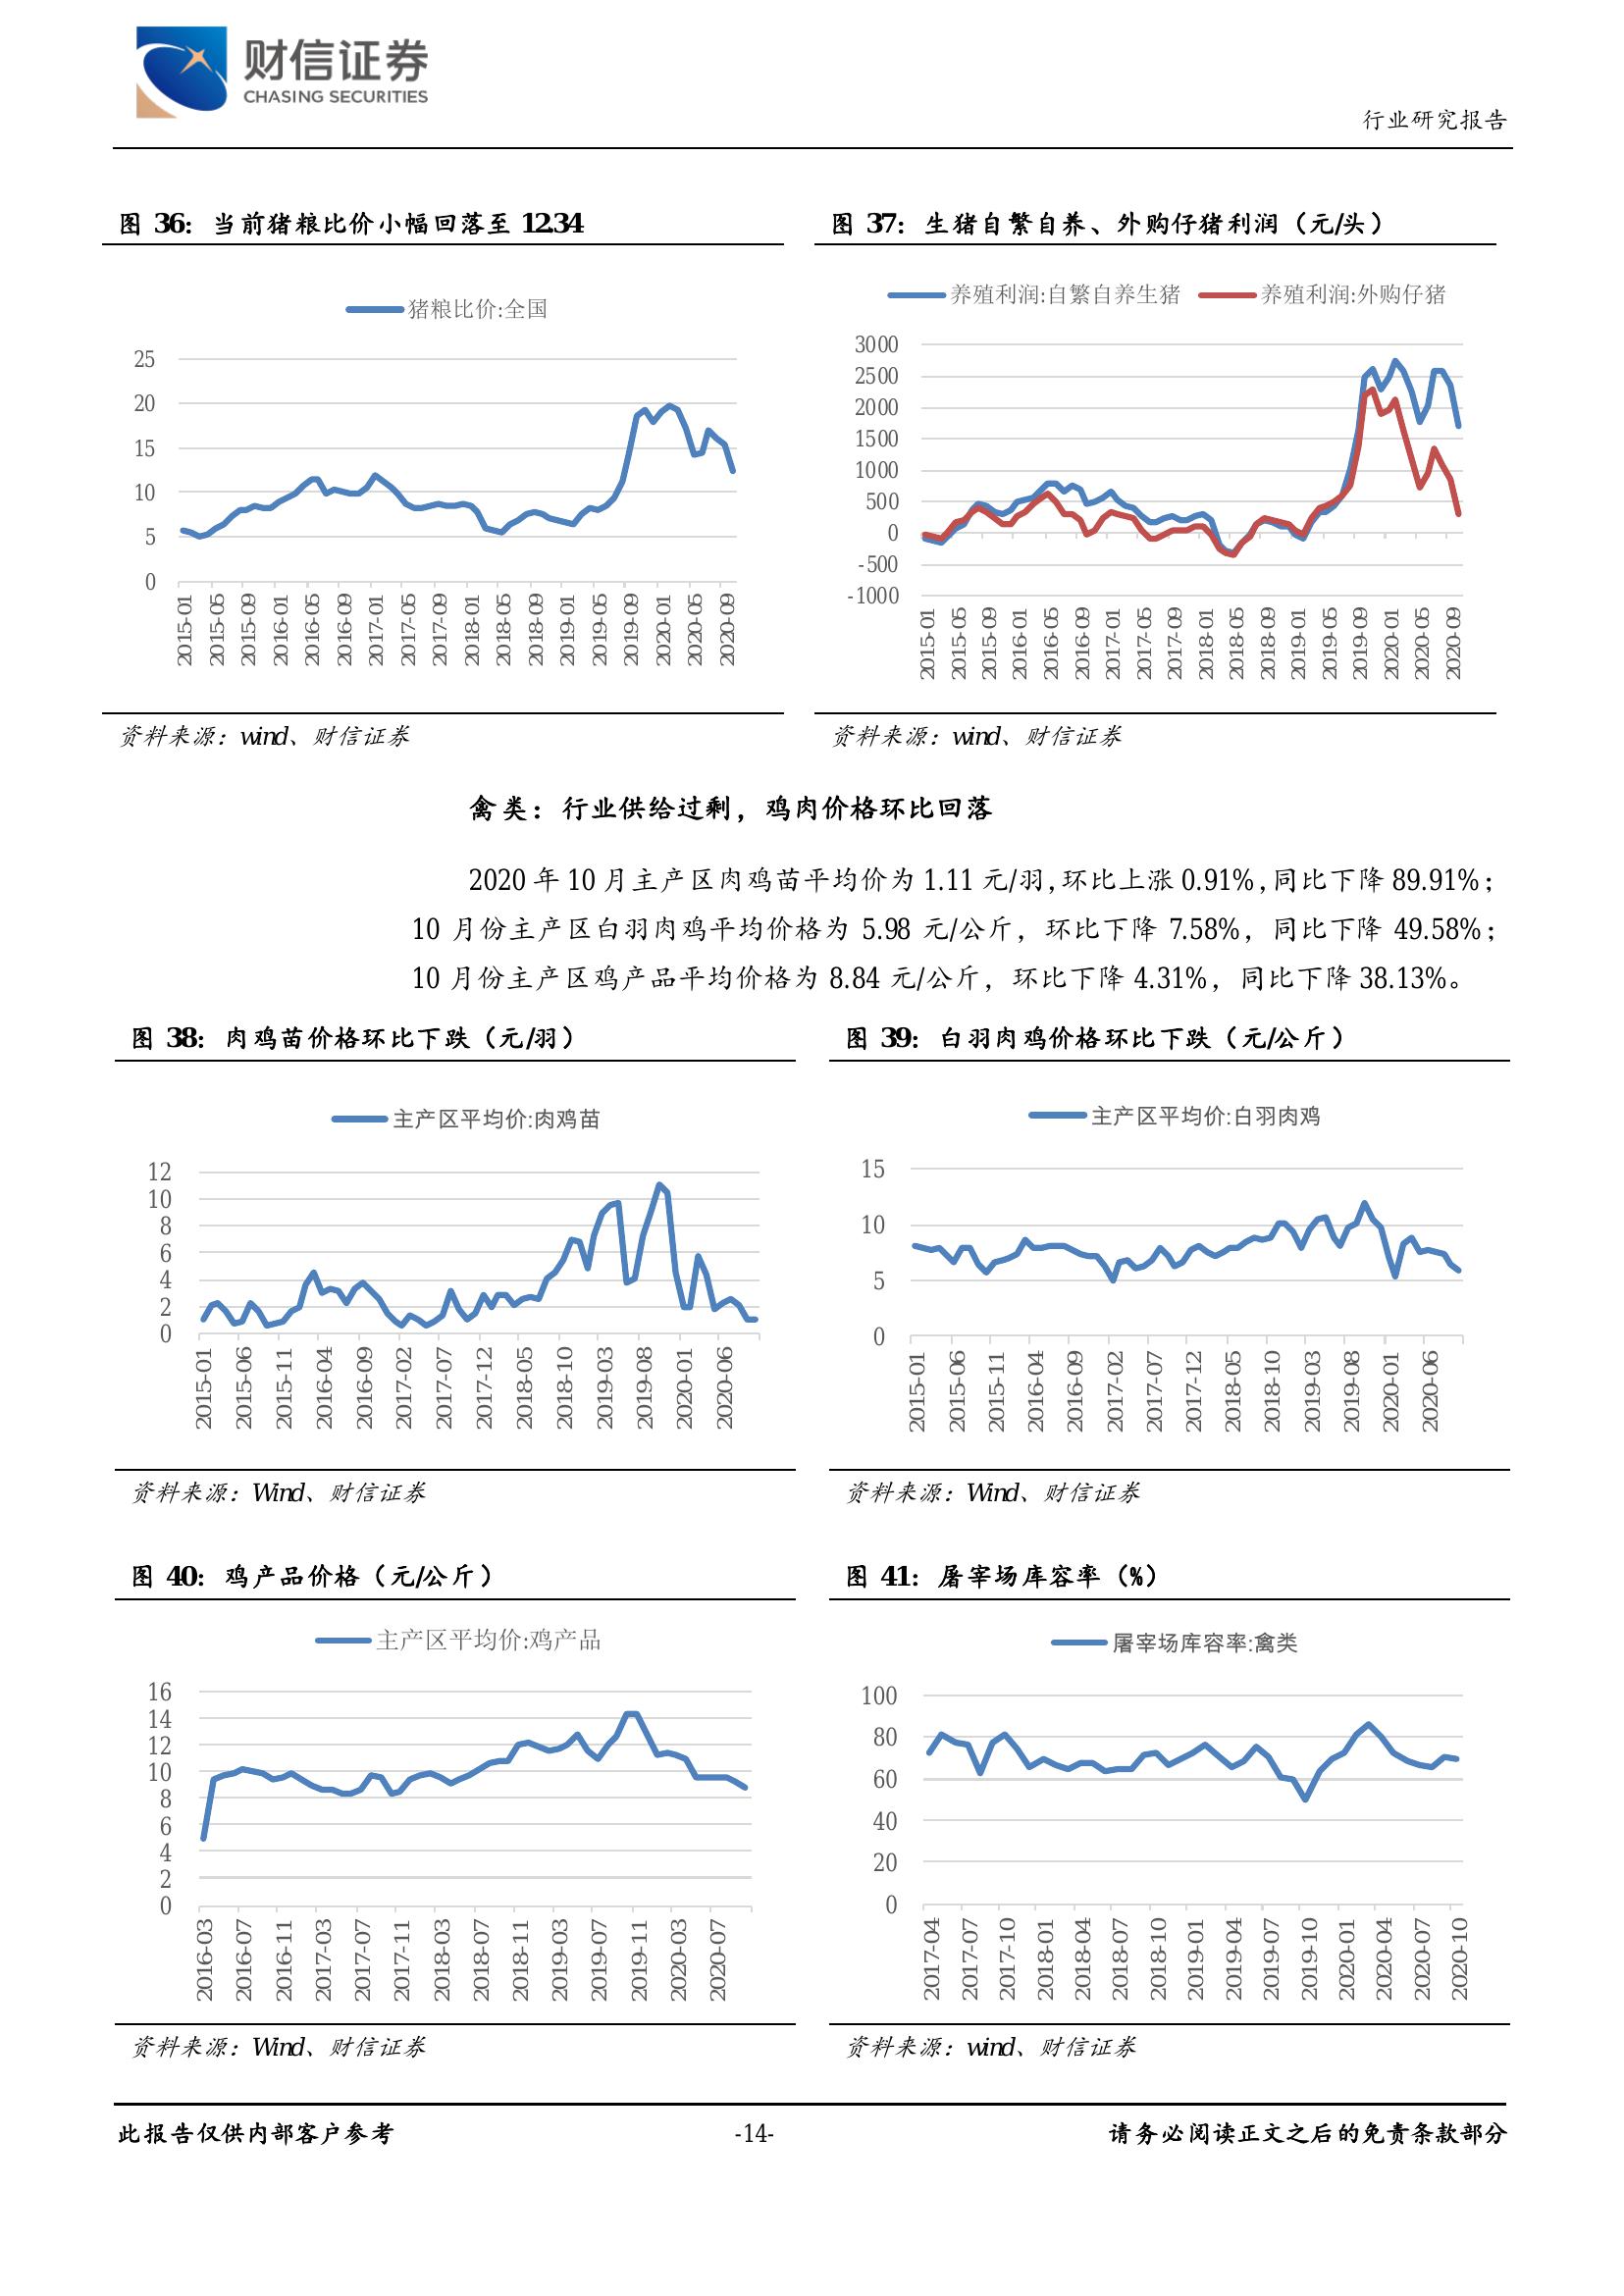 财信证券
CHASING SECURITIES
行业研究报告
图 36：当前猪粮比价小幅回落至 12.34
猪粮比价:全国
25
20
15
10
5
0
2015-01 2015-05 2015-09 2016-01 2016-05 2016-09 2017-01 2017-05 2017-09 2018-01 2018-05 2018-09 2019-01 2019-05 2019-09 2020-01 2020-05 2020-09
资料来源：wind、财信证券
图 37：生猪自繁自养、外购仔猪利润（元/头）
养殖利润:自繁自养生猪 养殖利润:外购仔猪
3000
2500
2000
1500
1000
500
0
-500
-1000
2015-01 2015-05 2015-09 2016-01 2016-05 2016-09 2017-01 2017-05 2017-09 2018-01 2018-05 2018-09 2019-01 2019-05 2019-09 2020-01 2020-05 2020-09
资料来源：wind、财信证券
禽类：行业供给过剩，鸡肉价格环比回落
2020 年 10 月主产区肉鸡苗平均价为 1.11 元/羽，环比上涨 0.91%，同比下降 89.91%；
10 月份主产区白羽肉鸡平均价格为 5.98 元/公斤，环比下降 7.58%，同比下降 49.58%；
10 月份主产区鸡产品平均价格为 8.84 元/公斤，环比下降 4.31%，同比下降 38.13%。
图 38：肉鸡苗价格环比下跌（元/羽）
主产区平均价:肉鸡苗
12
10
8
6
4
2
0
2015-01 2015-06 2015-11 2016-04 2016-09 2017-02 2017-07 2017-12 2018-05 2018-10 2019-03 2019-08 2020-01 2020-06
资料来源：Wind、财信证券
图 39：白羽肉鸡价格环比下跌（元/公斤）
主产区平均价:白羽肉鸡
15
10
5
0
2015-01 2015-06 2015-11 2016-04 2016-09 2017-02 2017-07 2017-12 2018-05 2018-10 2019-03 2019-08 2020-01 2020-06
资料来源：Wind、财信证券
图 40：鸡产品价格（元/公斤）
主产区平均价:鸡产品
16
14
12
10
8
6
4
2
0
2016-03 2016-07 2016-11 2017-03 2017-07 2017-11 2018-03 2018-07 2018-11 2019-03 2019-07 2019-11 2020-03 2020-07
资料来源：Wind、财信证券
图 41：屠宰场库容率（%）
屠宰场库容率:禽类
100
80
60
40
20
0
2017-04 2017-07 2017-10 2018-01 2018-04 2018-07 2018-10 2019-01 2019-04 2019-07 2019-10 2020-01 2020-04 2020-07 2020-10
资料来源：wind、财信证券
此报告仅供内部客户参考
-14-
请务必阅读正文之后的免责条款部分